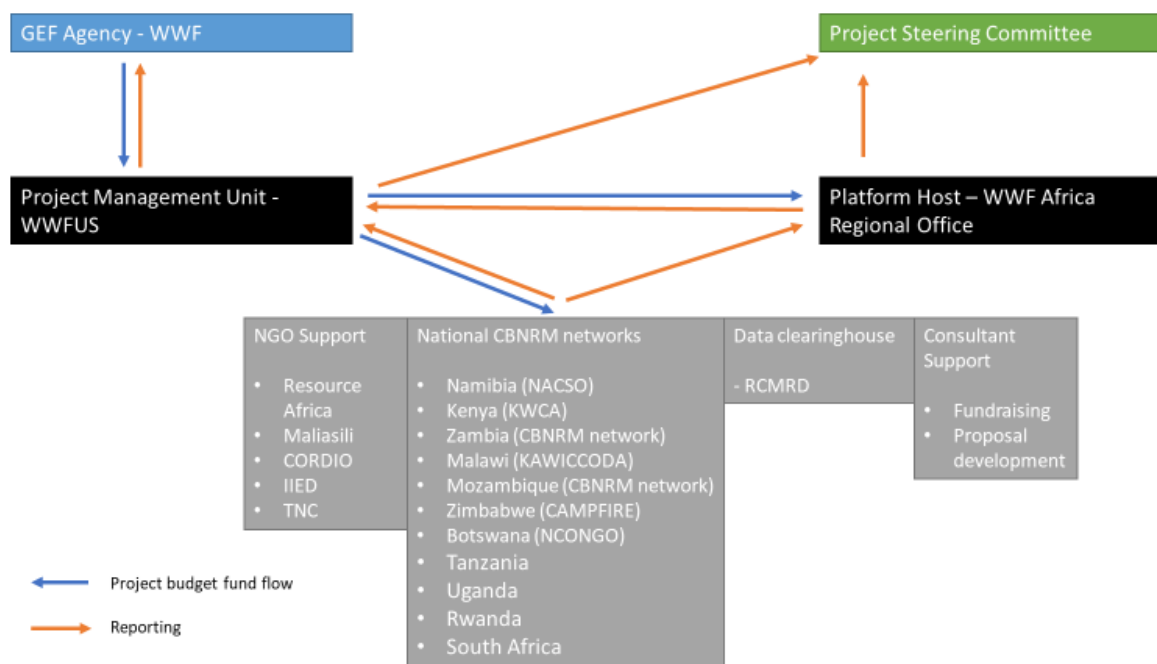 GEF Agency - WWF
Project Steering Committee
Project Management Unit -
WWFUS
Platform Host – WWF Africa
Regional Office
NGO Support
• Resource
Africa
• Maliasili
• CORDIO
• IIED
• TNC
National CBNRM networks
• Namibia (NACSO)
• Kenya (KWCA)
• Zambia (CBNRM network)
• Malawi (KAWICCODA)
• Mozambique (CBNRM network)
• Zimbabwe (CAMPFIRE)
• Botswana (NCONGO)
• Tanzania
• Uganda
• Rwanda
• South Africa
Data clearinghouse
- RCMRD
Consultant
Support
• Fundraising
• Proposal
development
Project budget fund flow
Reporting